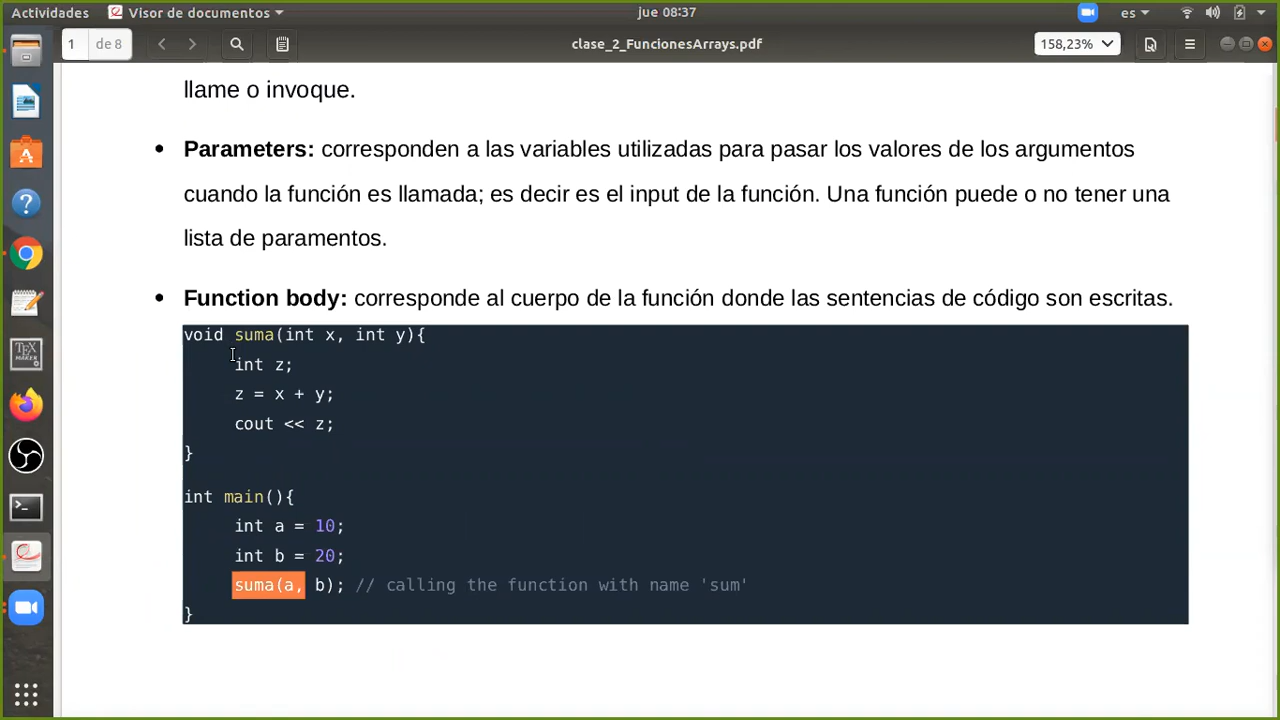 Actividades Visor de documentos jue 08:37 es
1 de 8 clase_2_FuncionesArrays.pdf 158,23%
llame o invoque.
• Parameters: corresponden a las variables utilizadas para pasar los valores de los argumentos
cuando la función es llamada; es decir es el input de la función. Una función puede o no tener una
lista de paramentos.
• Function body: corresponde al cuerpo de la función donde las sentencias de código son escritas.
void suma(int x, int y){
int z;
z = x + y;
cout << z;
}
int main(){
int a = 10;
int b = 20;
suma(a, b); // calling the function with name 'sum'
}